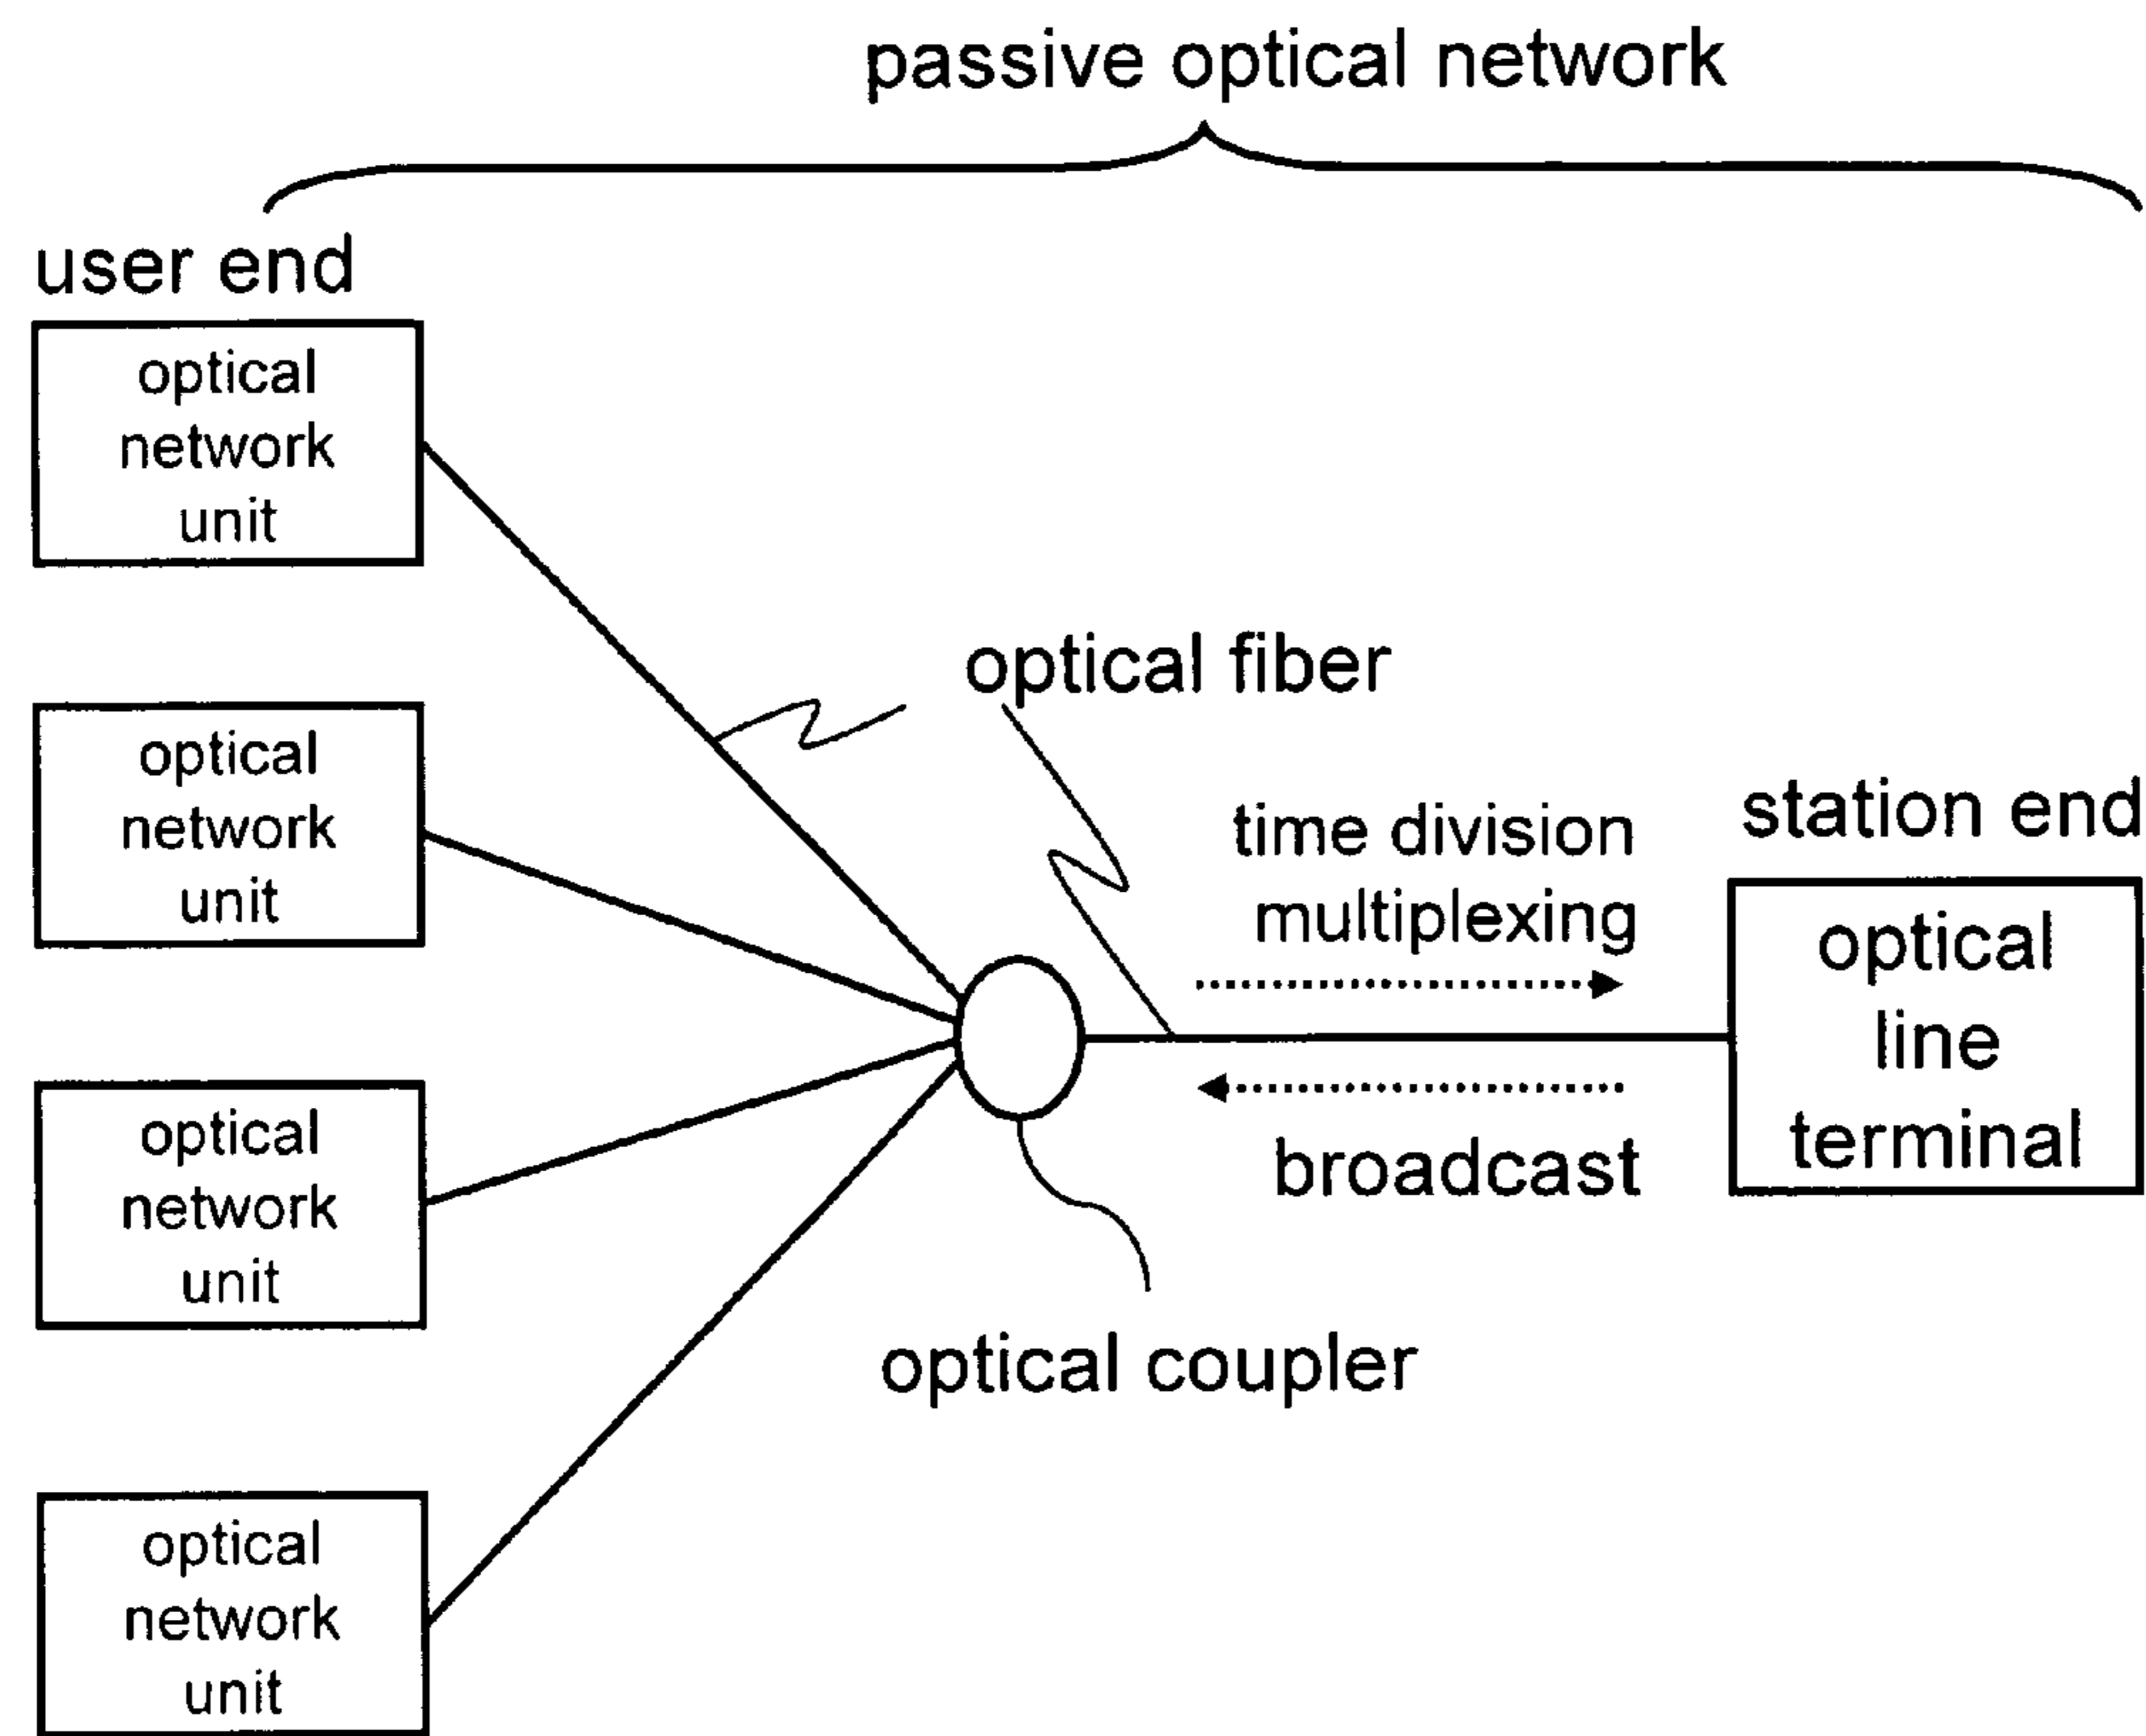 passive optical network
user end
optical
network
unit
optical
network
unit
optical
network
unit
optical
network
unit
optical fiber
time division
multiplexing
broadcast
optical coupler
station end
optical
line
terminal